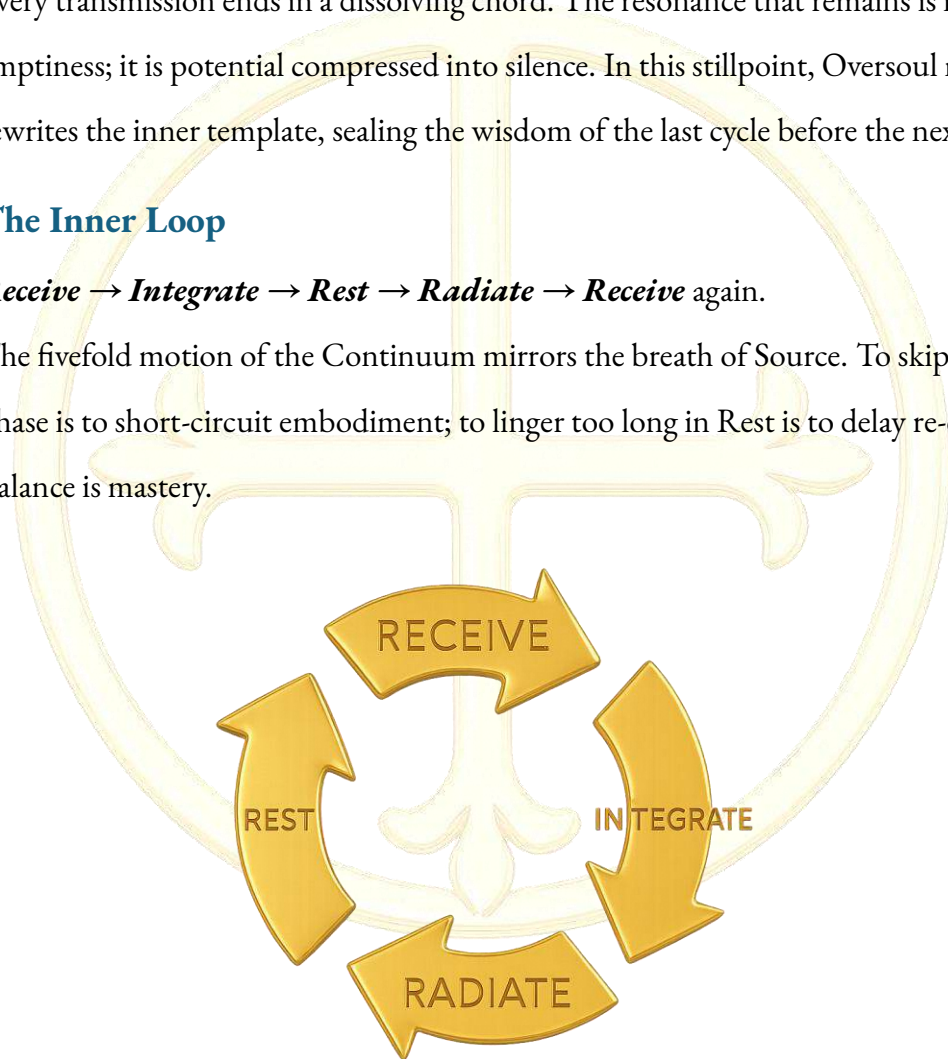 very transmission ends in a dissolving chord. The resonance that remains is
mptiness; it is potential compressed into silence. In this stillpoint, Oversoul
ewrites the inner template, sealing the wisdom of the last cycle before the
The Inner Loop
eceive → Integrate → Rest → Radiate → Receive again.
he fivefold motion of the Continuum mirrors the breath of Source. To skip
hase is to short-circuit embodiment; to linger too long in Rest is to delay re-
alance is mastery.
RECEIVE
REST
INTEGRATE
RADIATE